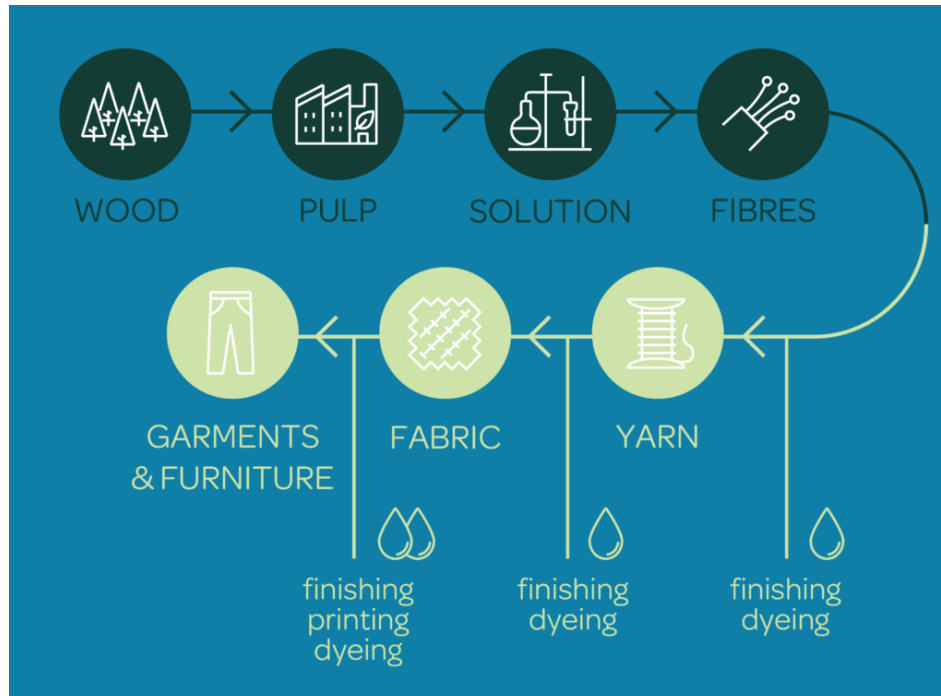 WOOD
PULP
SOLUTION
FIBRES
GARMENTS
& FURNITURE
FABRIC
YARN
finishing
printing
dyeing
finishing
dyeing
finishing
dyeing